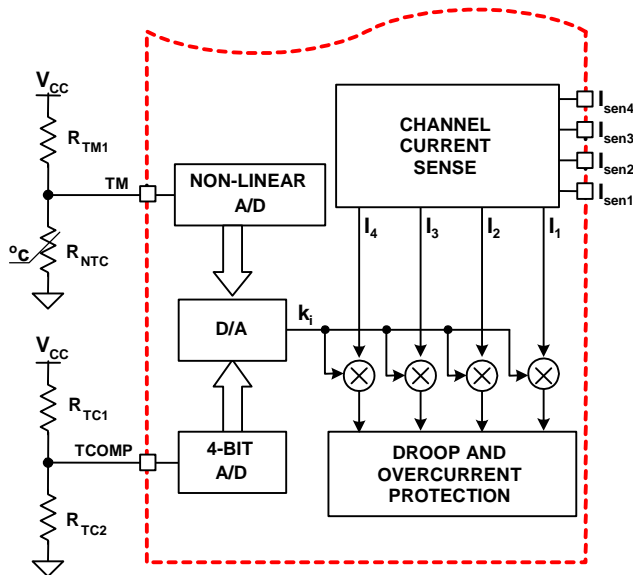 V_CC
R_TM1
TM
°c
R_NTC
NON-LINEAR
A/D
CHANNEL
CURRENT
SENSE
I_sen4
I_sen3
I_sen2
I_sen1
I_4
I_3
I_2
I_1
D/A
k_i
V_CC
R_TC1
TCOMP
R_TC2
4-BIT
A/D
DROOP AND
OVERCURRENT
PROTECTION